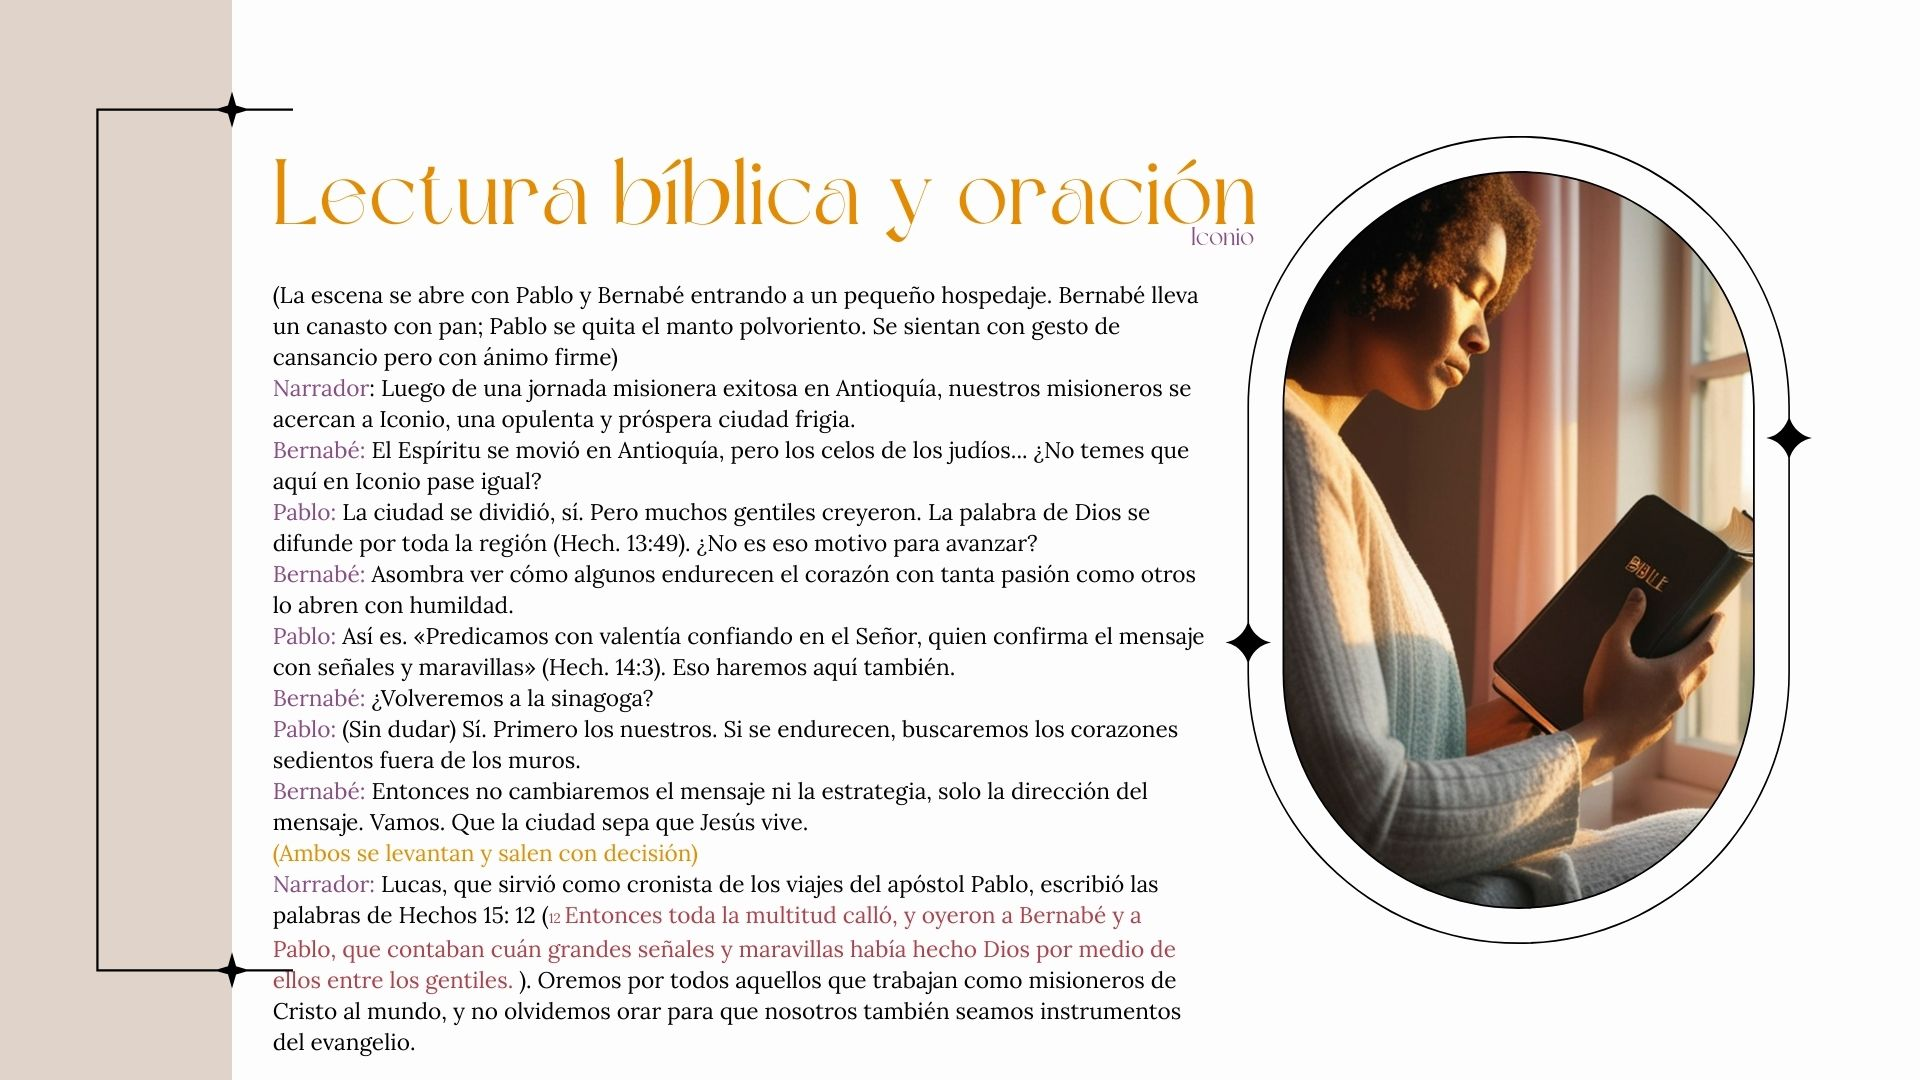 Lectura bíblica y oración
Iconio
(La escena se abre con Pablo y Bernabé entrando a un pequeño hospedaje. Bernabé lleva
un canasto con pan; Pablo se quita el manto polvoriento. Se sientan con gesto de
cansancio pero con ánimo firme)
Narrador: Luego de una jornada misionera exitosa en Antioquía, nuestros misioneros se
acercan a Iconio, una opulenta y próspera ciudad frigia.
Bernabé: El Espíritu se movió en Antioquía, pero los celos de los judíos... ¿No temes que
aquí en Iconio pase igual?
Pablo: La ciudad se dividió, sí. Pero muchos gentiles creyeron. La palabra de Dios se
difunde por toda la región (Hech. 13:49). ¿No es eso motivo para avanzar?
Bernabé: Asombra ver cómo algunos endurecen el corazón con tanta pasión como otros
lo abren con humildad.
Pablo: Así es. «Predicamos con valentía confiando en el Señor, quien confirma el mensaje
con señales y maravillas» (Hech. 14:3). Eso haremos aquí también.
Bernabé: ¿Volveremos a la sinagoga?
Pablo: (Sin dudar) Sí. Primero los nuestros. Si se endurecen, buscaremos los corazones
sedientos fuera de los muros.
Bernabé: Entonces no cambiaremos el mensaje ni la estrategia, solo la dirección del
mensaje. Vamos. Que la ciudad sepa que Jesús vive.
(Ambos se levantan y salen con decisión)
Narrador: Lucas, que sirvió como cronista de los viajes del apóstol Pablo, escribió las
palabras de Hechos 15: 12 (12 Entonces toda la multitud calló, y oyeron a Bernabé y a
Pablo, que contaban cuán grandes señales y maravillas había hecho Dios por medio de
ellos entre los gentiles. ). Oremos por todos aquellos que trabajan como misioneros de
Cristo al mundo, y no olvidemos orar para que nosotros también seamos instrumentos
del evangelio.
BIBLE